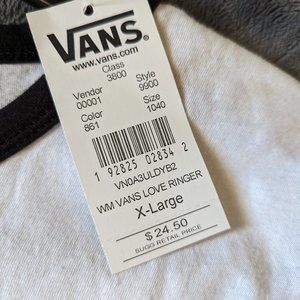 VANS
www.vans.com
Class
3800
Vendor Style
00001 9900
Color Size
861 1040
1 92825 02834 2
VN0A3ULDYB2
WM VANS LOVE RINGER
X-Large
$24.50
SUGG RETAIL PRICE